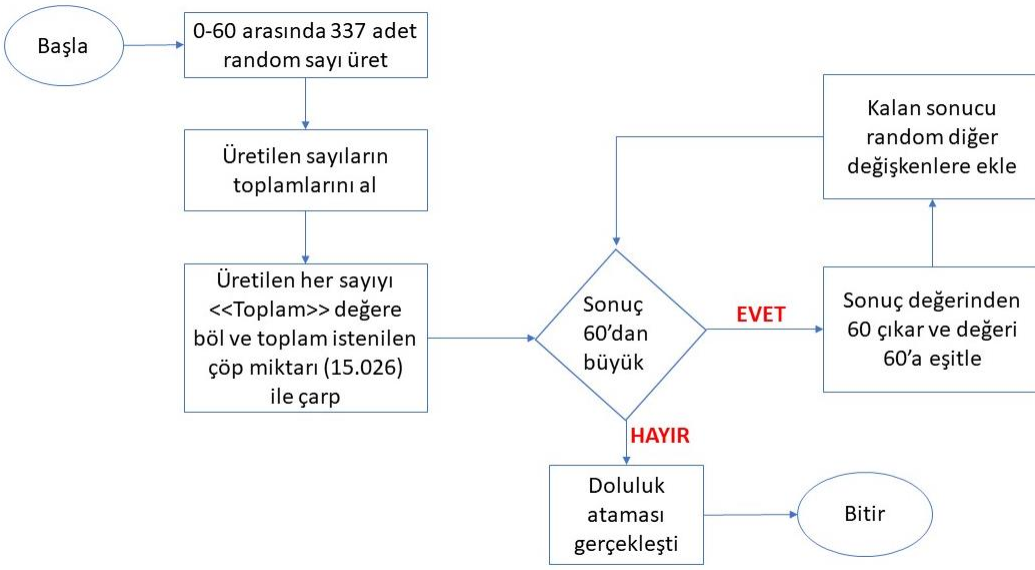 Başla
0-60 arasında 337 adet
random sayı üret
Üretilen sayıların
toplamlarını al
Üretilen her sayıyı
<<Toplam>> değere
böl ve toplam istenilen
çöp miktarı (15.026)
ile çarp
Sonuç
60’dan
büyük
EVET
Sonuç değerinden
60 çıkar ve değeri
60’a eşitle
Kalan sonucu
random diğer
değişkenlere ekle
HAYIR
Doluluk
ataması
gerçekleşti
Bitir